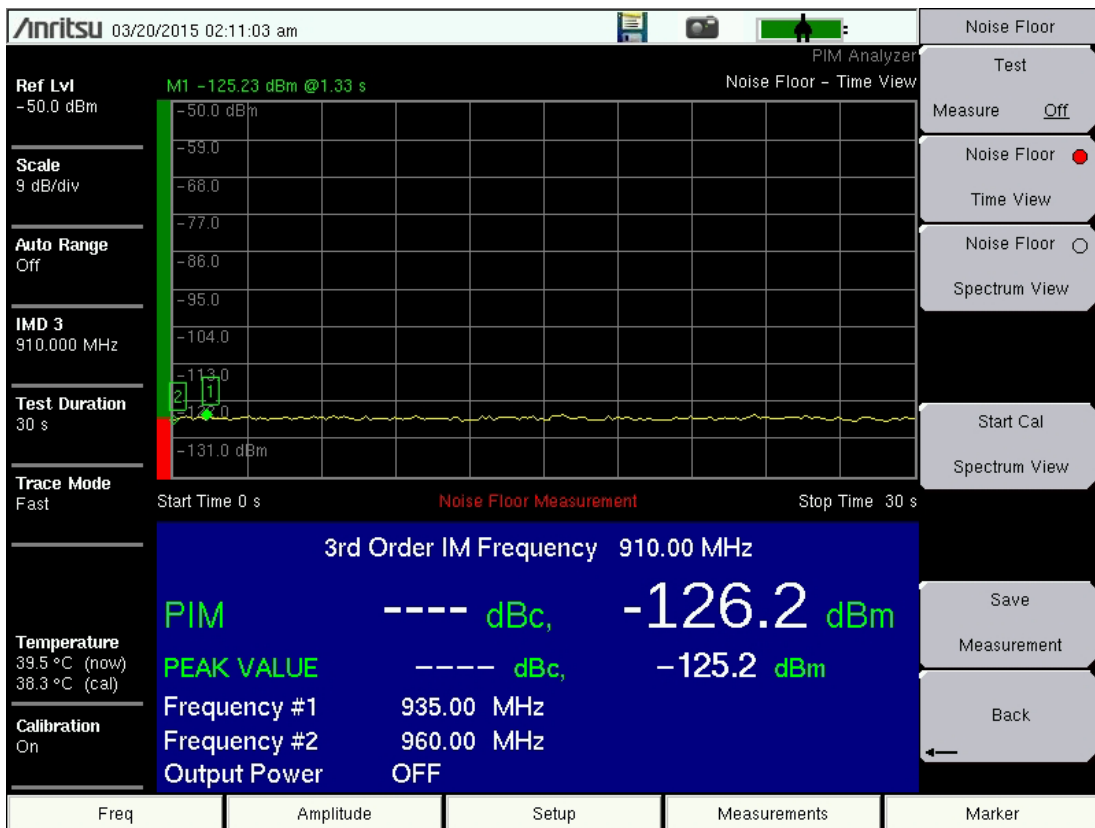 /Inritsu 03/20/2015 02:11:03 am
PIM Analyzer
M1 -125.23 dBm @1.33 s
Noise Floor - Time View
Ref Lvl
-50.0 dBm
Scale
9 dB/div
Auto Range
Off
IMD 3
910.000 MHz
Test Duration
30 s
Trace Mode
Fast
Temperature
39.5 °C (now)
38.3 °C (cal)
Calibration
On
-50.0 dBm
-59.0
-68.0
-77.0
-86.0
-95.0
-104.0
-113.0
2 1
-122.0
-131.0 dBm
Start Time 0 s Noise Floor Measurement Stop Time 30 s
3rd Order IM Frequency 910.00 MHz
PIM ---- dBc, -126.2 dBm
PEAK VALUE ---- dBc, -125.2 dBm
Frequency #1 935.00 MHz
Frequency #2 960.00 MHz
Output Power OFF
Noise Floor
Test
Measure Off
Noise Floor
Time View
Noise Floor
Spectrum View
Start Cal
Spectrum View
Save
Measurement
Back
Freq Amplitude Setup Measurements Marker